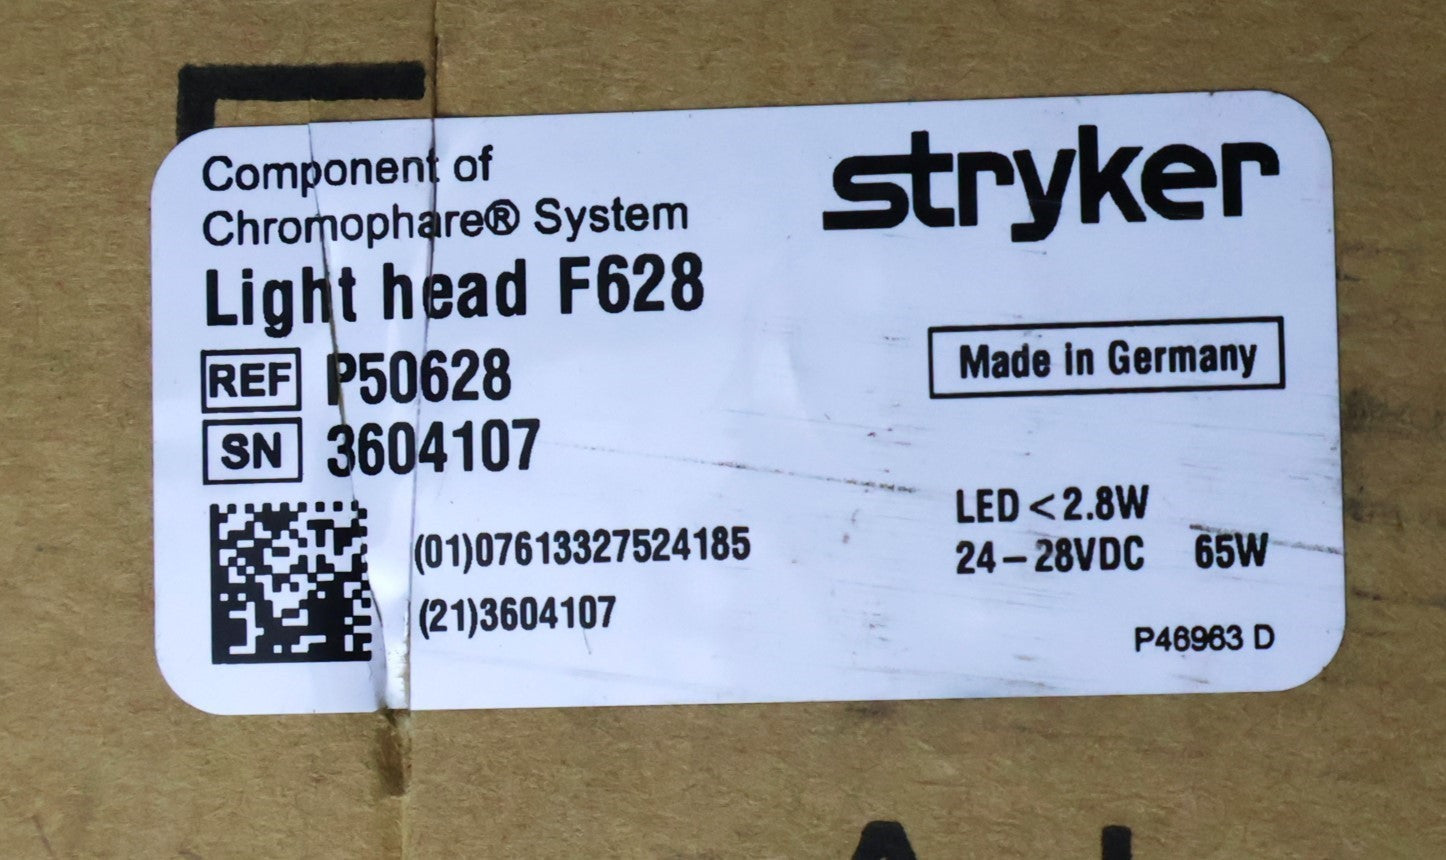 Component of
Chromophare® System
stryker
Light head F628
REF P50628
Made in Germany
SN 3604107
(01)07613327524185
(21)3604107
LED < 2.8W
24 – 28VDC 65W
P46963 D